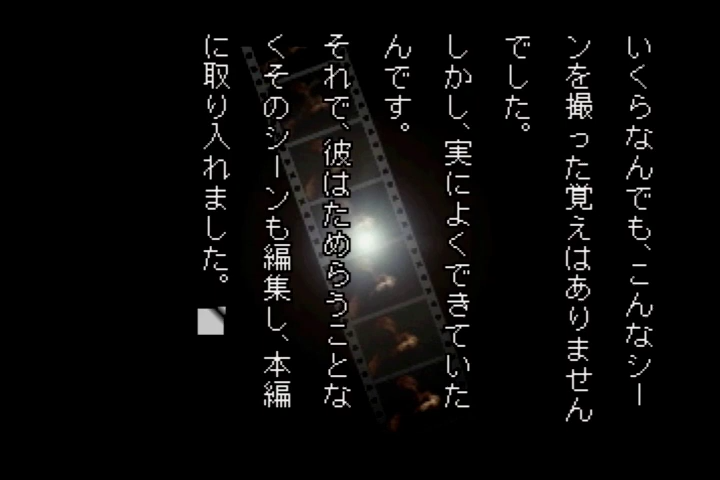 いくらなんでも、こんなシー
ンを撮った覚えはありません
でした。
しかし、実によくできていた
んです。
それで、彼はためらうことな
くそのシーンも編集し、本編
に取り入れました。